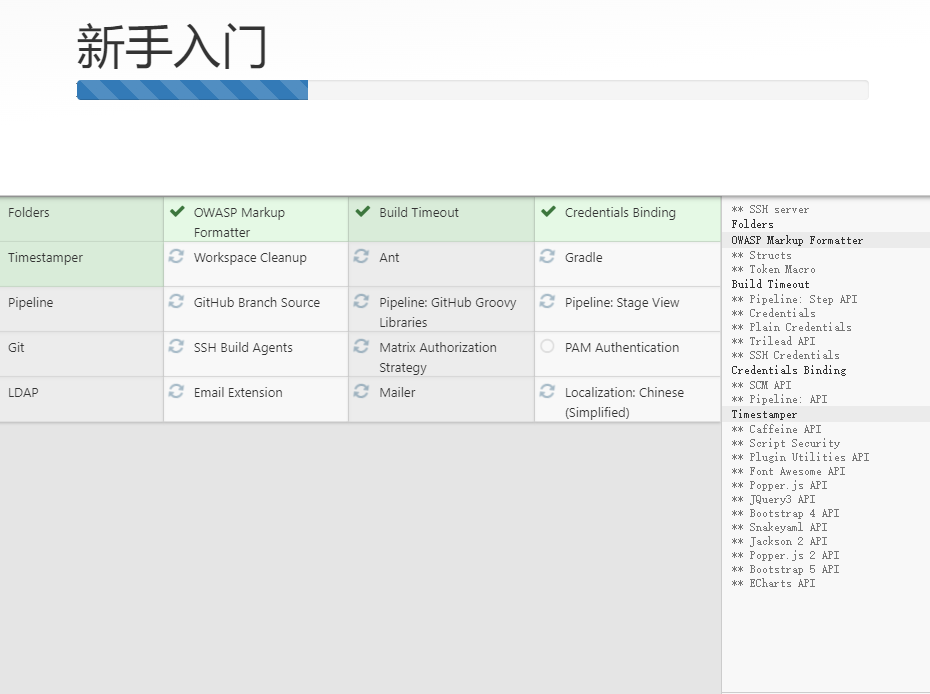 新手入门
Folders
OWASP Markup
Formatter
Build Timeout
Credentials Binding
Timestamper
Workspace Cleanup
Ant
Gradle
Pipeline
GitHub Branch Source
Pipeline: GitHub Groovy
Libraries
Pipeline: Stage View
Git
SSH Build Agents
Matrix Authorization
Strategy
PAM Authentication
LDAP
Email Extension
Mailer
Localization: Chinese
(Simplified)
** SSH server
Folders
OWASP Markup Formatter
** Structs
** Token Macro
Build Timeout
** Pipeline: Step API
** Credentials
** Plain Credentials
** Trilead API
** SSH Credentials
Credentials Binding
** SCM API
** Pipeline: API
Timestamper
** Caffeine API
** Script Security
** Plugin Utilities API
** Font Awesome API
** Popper.js API
** JQuery3 API
** Bootstrap 4 API
** Snakeyaml API
** Jackson 2 API
** Popper.js 2 API
** Bootstrap 5 API
** ECharts API